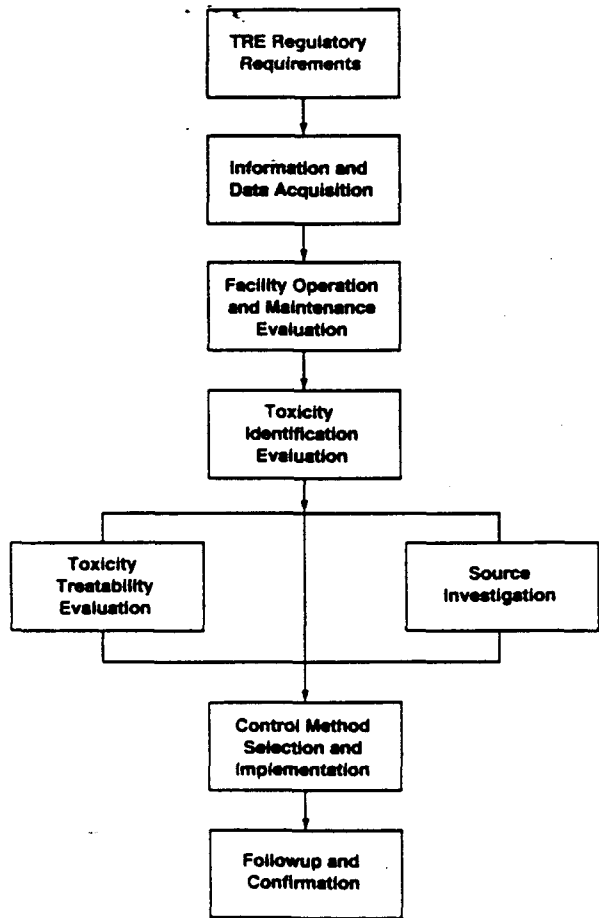 TRE Regulatory
Requirements
Information and
Data Acquisition
Facility Operation
and Maintenance
Evaluation
Toxicity
Identification
Evaluation
Toxicity
Treatability
Evaluation
Source
Investigation
Control Method
Selection and
Implementation
Followup and
Confirmation